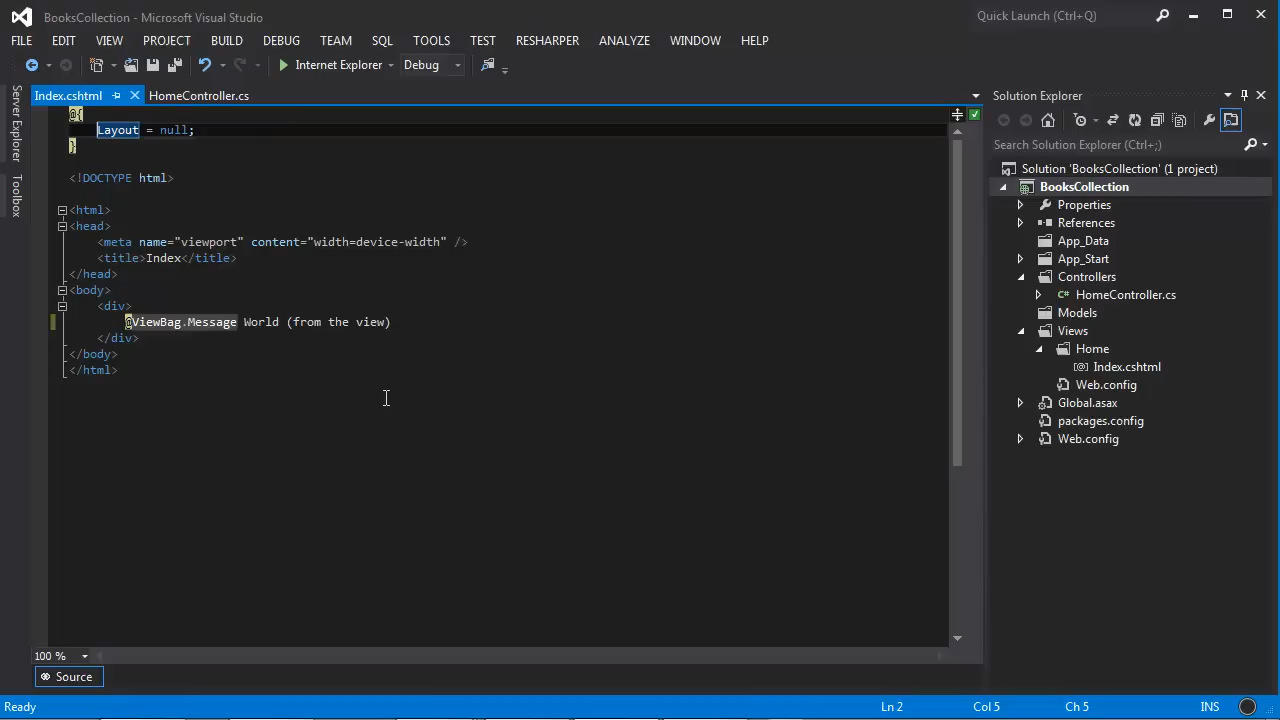 BooksCollection - Microsoft Visual Studio
Quick Launch (Ctrl+Q)
FILE EDIT VIEW PROJECT BUILD DEBUG TEAM SQL TOOLS TEST RESHARPER ANALYZE WINDOW HELP
Internet Explorer Debug
Server Explorer
Toolbox
Index.cshtml HomeController.cs
@{
Layout = null;
}
<!DOCTYPE html>
<html>
<head>
<meta name="viewport" content="width=device-width" />
<title>Index</title>
</head>
<body>
<div>
@ViewBag.Message World (from the view)
</div>
</body>
</html>
100 %
Source
Solution Explorer
Search Solution Explorer (Ctrl+;)
Solution 'BooksCollection' (1 project)
BooksCollection
Properties
References
App_Data
App_Start
Controllers
C# HomeController.cs
Models
Views
Home
[@] Index.cshtml
Web.config
Global.asax
packages.config
Web.config
Ready Ln 2 Col 5 Ch 5 INS